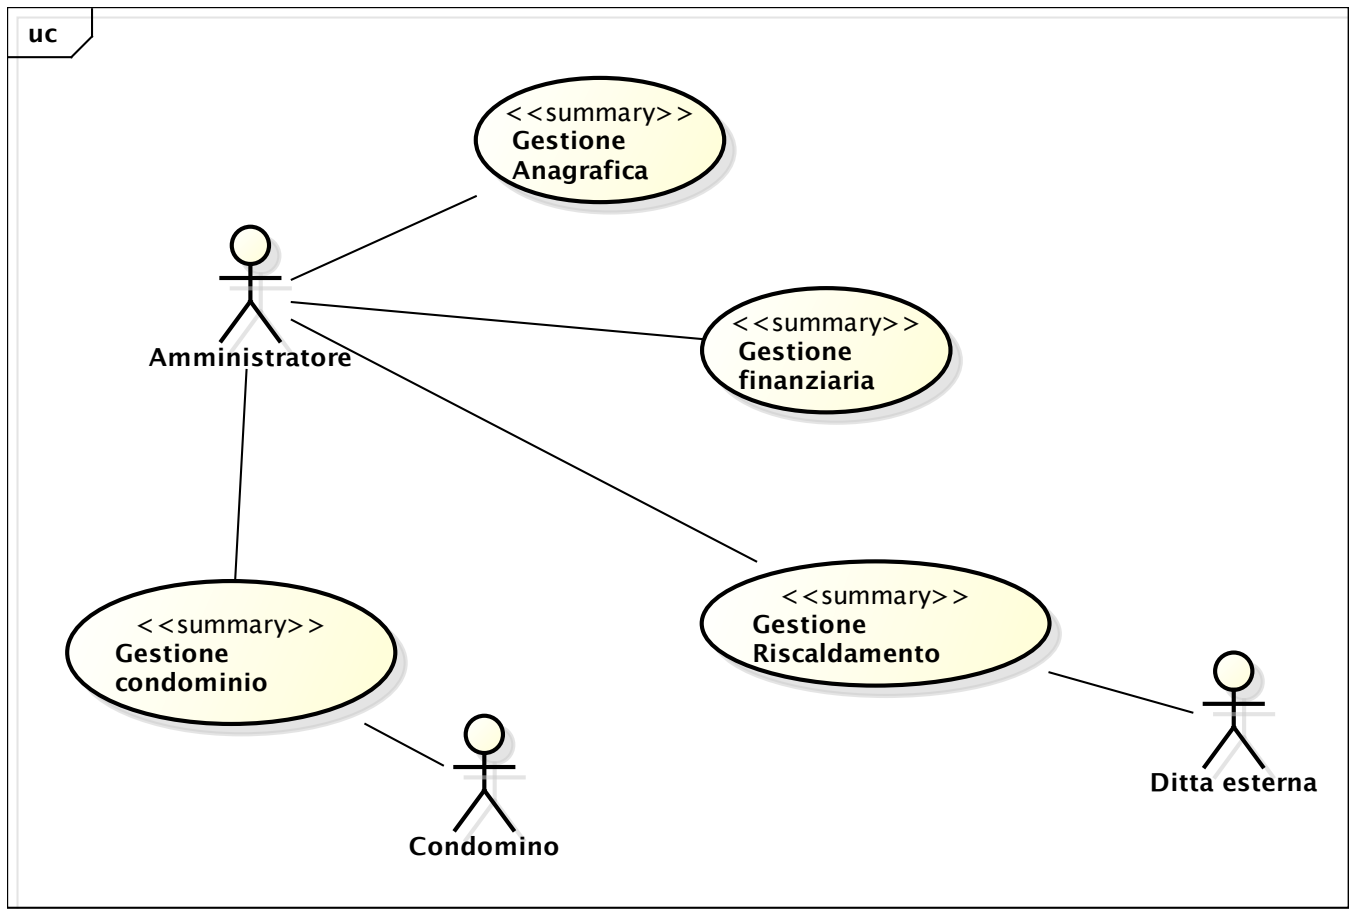 uc
<<summary>>
Gestione
Anagrafica
Amministratore
<<summary>>
Gestione
finanziaria
<<summary>>
Gestione
condominio
<<summary>>
Gestione
Riscaldamento
Condomino
Ditta esterna